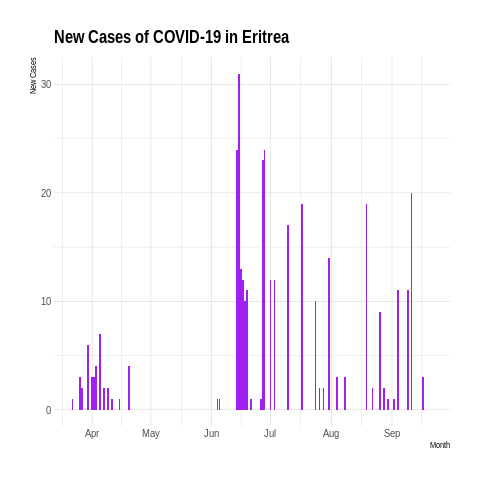 New Cases of COVID-19 in Eritrea
New Cases
30
20
10
0
Apr May Jun Jul Aug Sep
Month